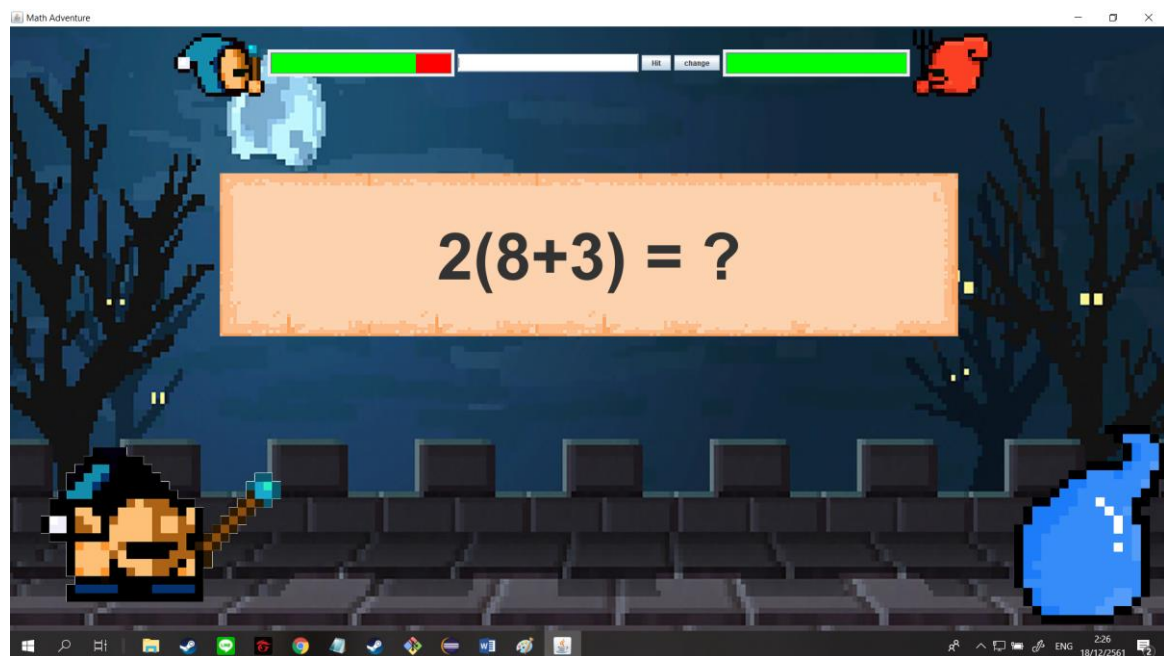 Math Adventure
Hit
change
2(8+3) = ?
ENG
2:26
18/12/2561